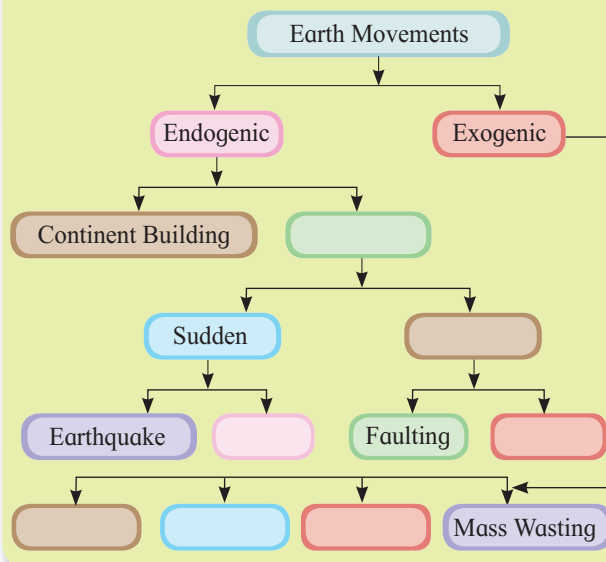 Earth Movements
Endogenic
Exogenic
Continent Building
Sudden
Earthquake
Faulting
Mass Wasting